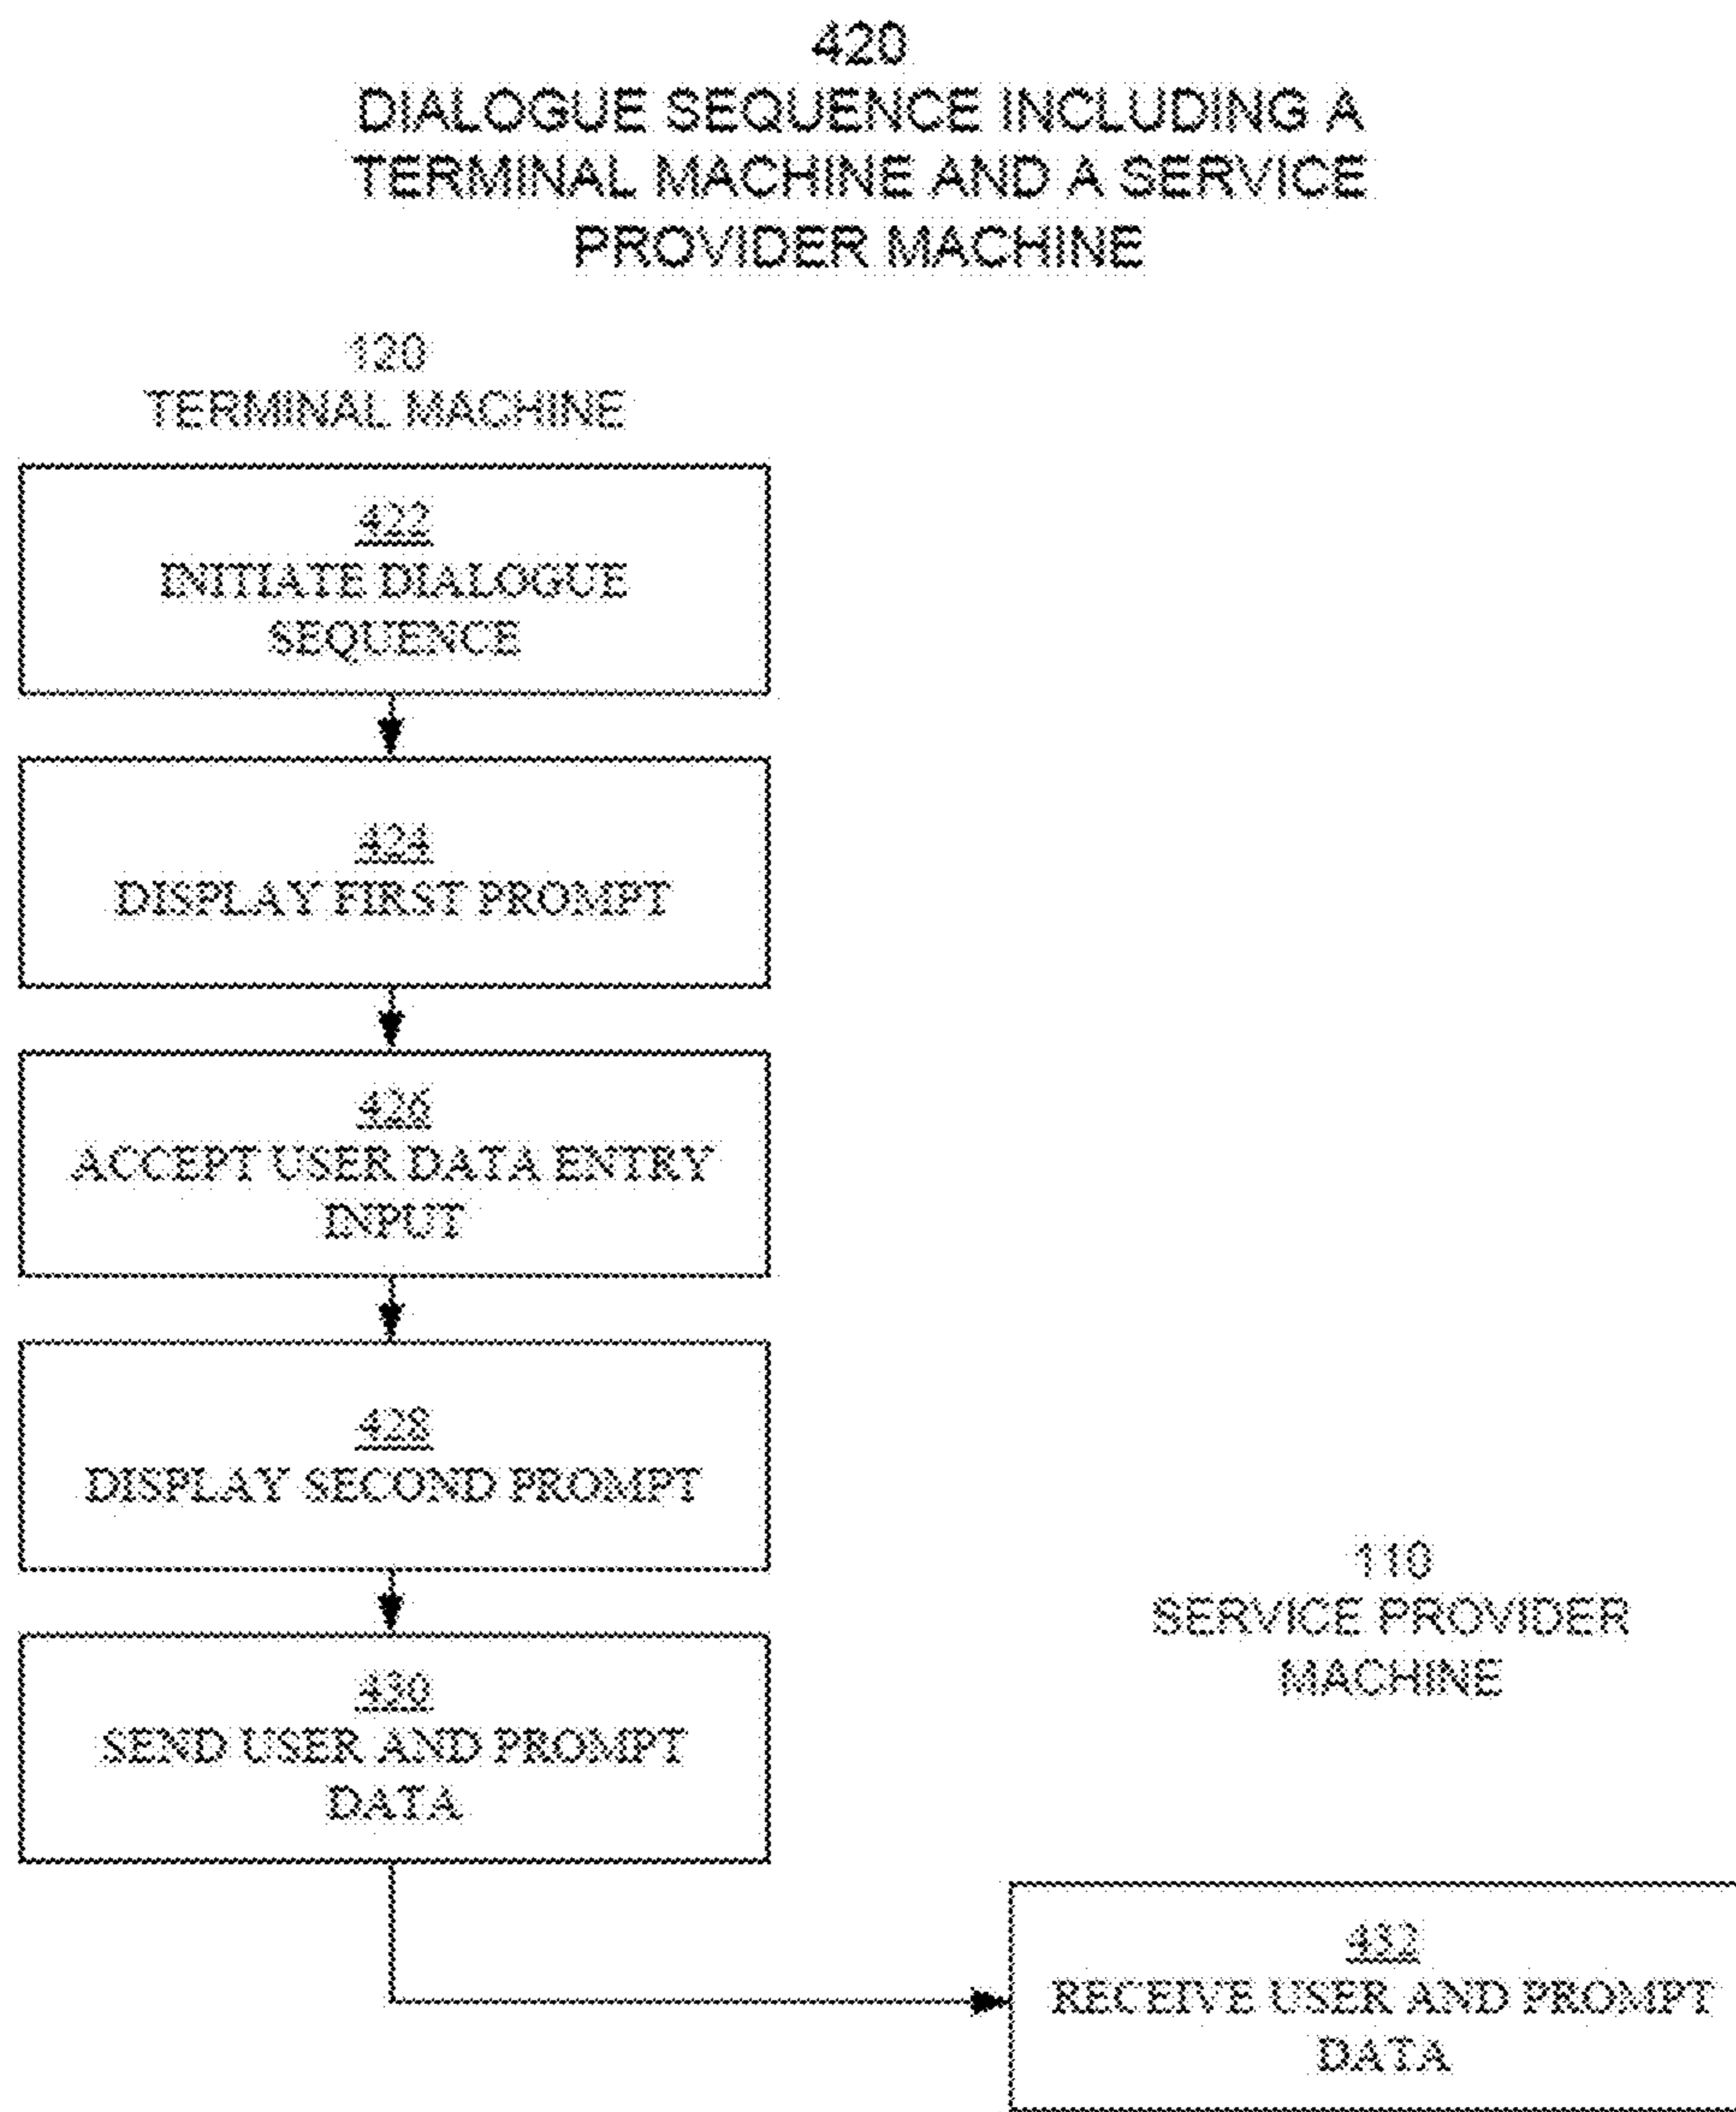 420
DIALOGUE SEQUENCE INCLUDING A
TERMINAL MACHINE AND A SERVICE
PROVIDER MACHINE
120
TERMINAL MACHINE
422
INITIATE DIALOGUE
SEQUENCE
424
DISPLAY FIRST PROMPT
426
ACCEPT USER DATA ENTRY
INPUT
428
DISPLAY SECOND PROMPT
110
SERVICE PROVIDER
MACHINE
430
SEND USER AND PROMPT
DATA
432
RECEIVE USER AND PROMPT
DATA